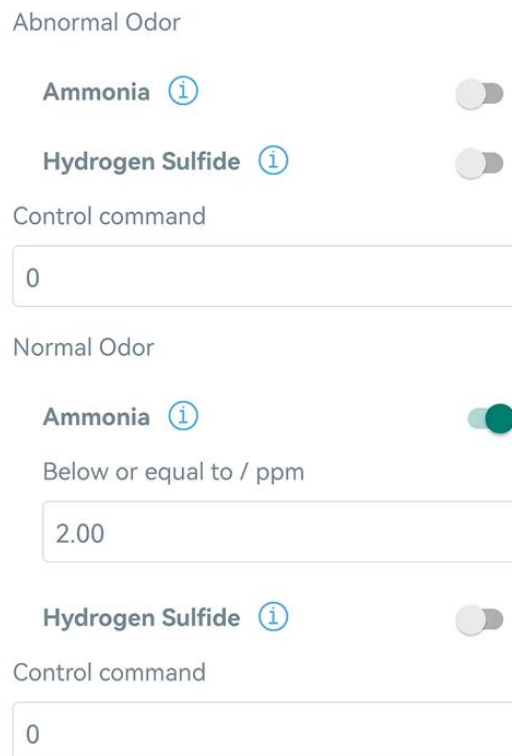 Abnormal Odor
Ammonia i
Hydrogen Sulfide i
Control command
0
Normal Odor
Ammonia i
Below or equal to / ppm
2.00
Hydrogen Sulfide i
Control command
0